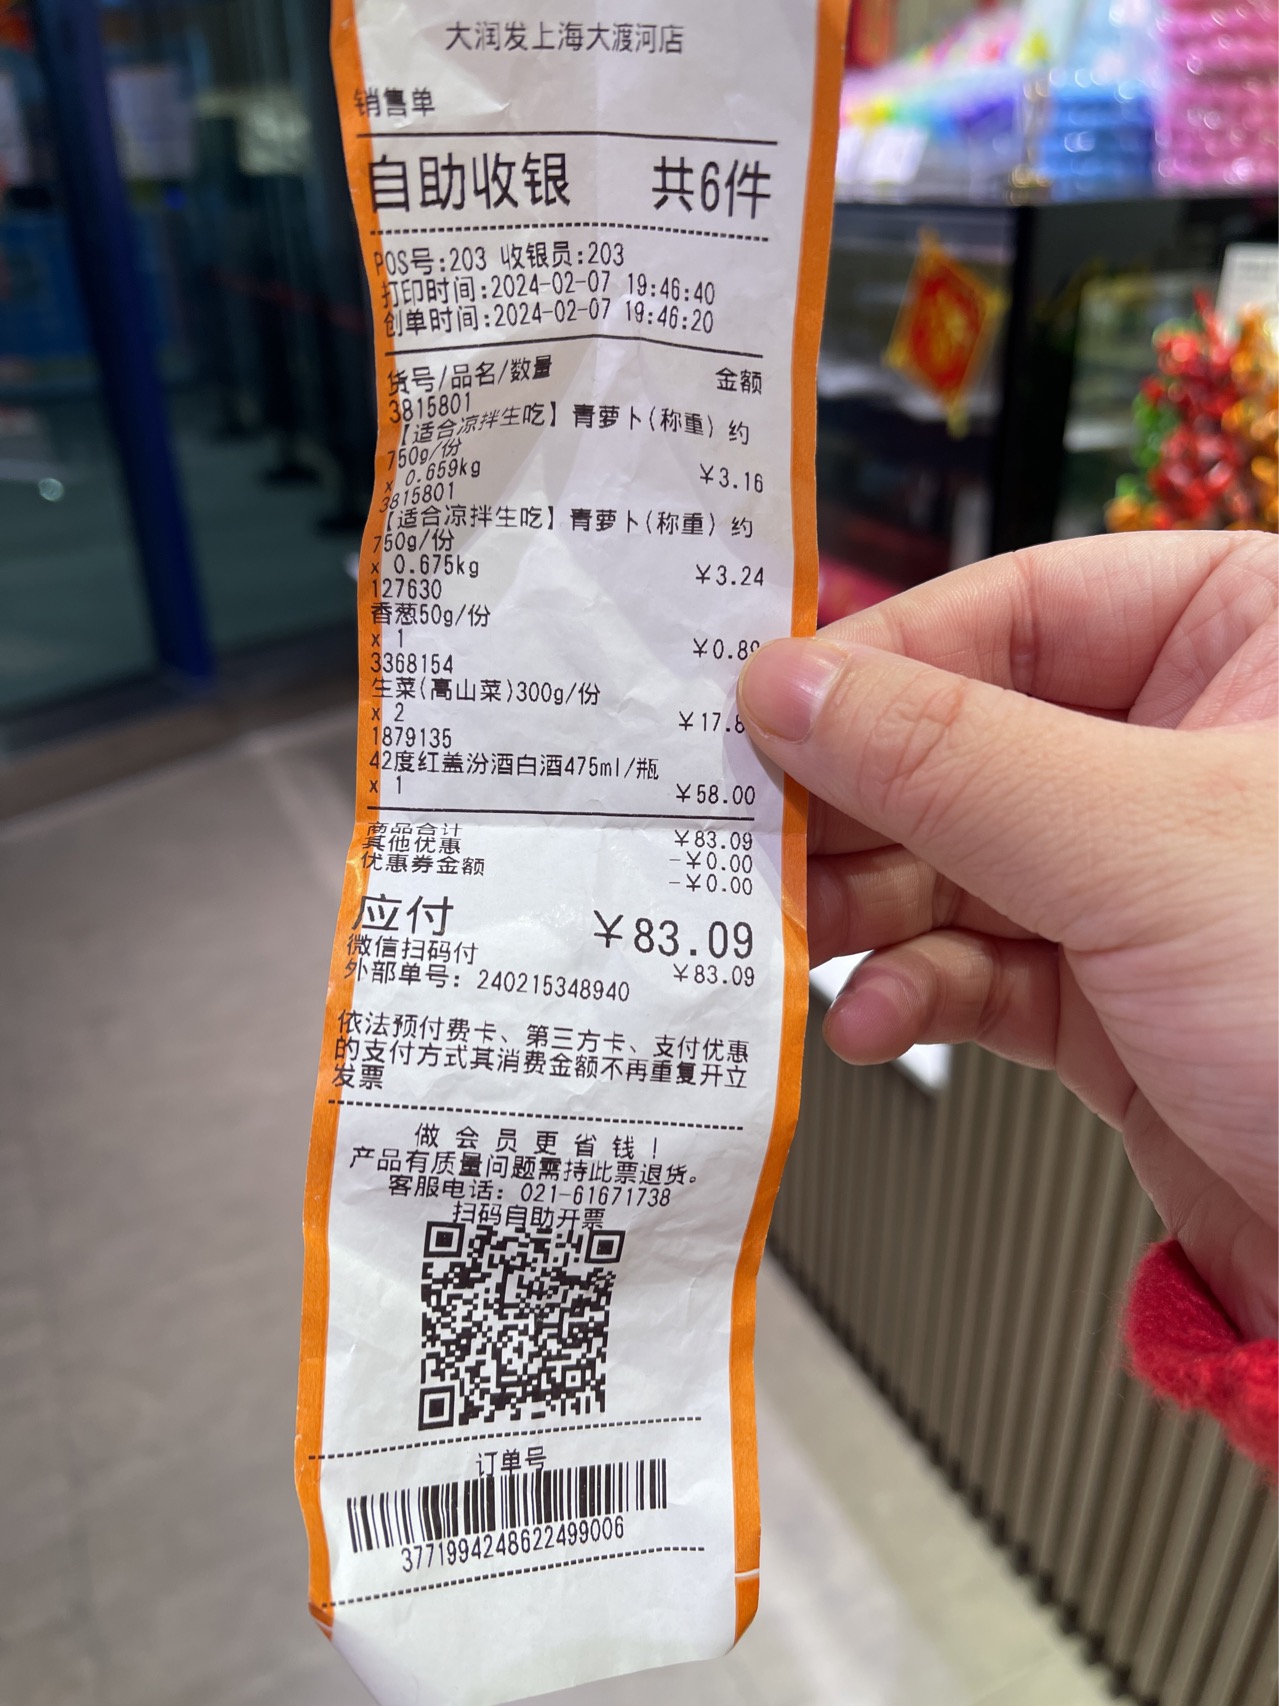 大润发上海大渡河店
销售单
自助收银 共6件
POS号:203 收银员:203
打印时间:2024-02-07 19:46:40
创单时间:2024-02-07 19:46:20
货号/品名/数量 金额
3815801
【适合凉拌生吃】青萝卜(称重) 约
750g/份
x 0.659kg ¥3.16
3815801
【适合凉拌生吃】青萝卜(称重) 约
750g/份
x 0.675kg ¥3.24
127630
香葱50g/份
x 1 ¥0.89
3368154
生菜(高山菜)300g/份
x 2 ¥17.8
1879135
42度红盖汾酒白酒475ml/瓶
x 1 ¥58.00
商品合计 ¥83.09
其他优惠 -¥0.00
优惠券金额 -¥0.00
应付 ¥83.09
微信扫码付 ¥83.09
外部单号: 240215348940
依法预付费卡、第三方卡、支付优惠
的支付方式其消费金额不再重复开立
发票
做会员更省钱!
产品有质量问题需持此票退货。
客服电话: 021-61671738
扫码自助开票
订单号
3771994248622499006